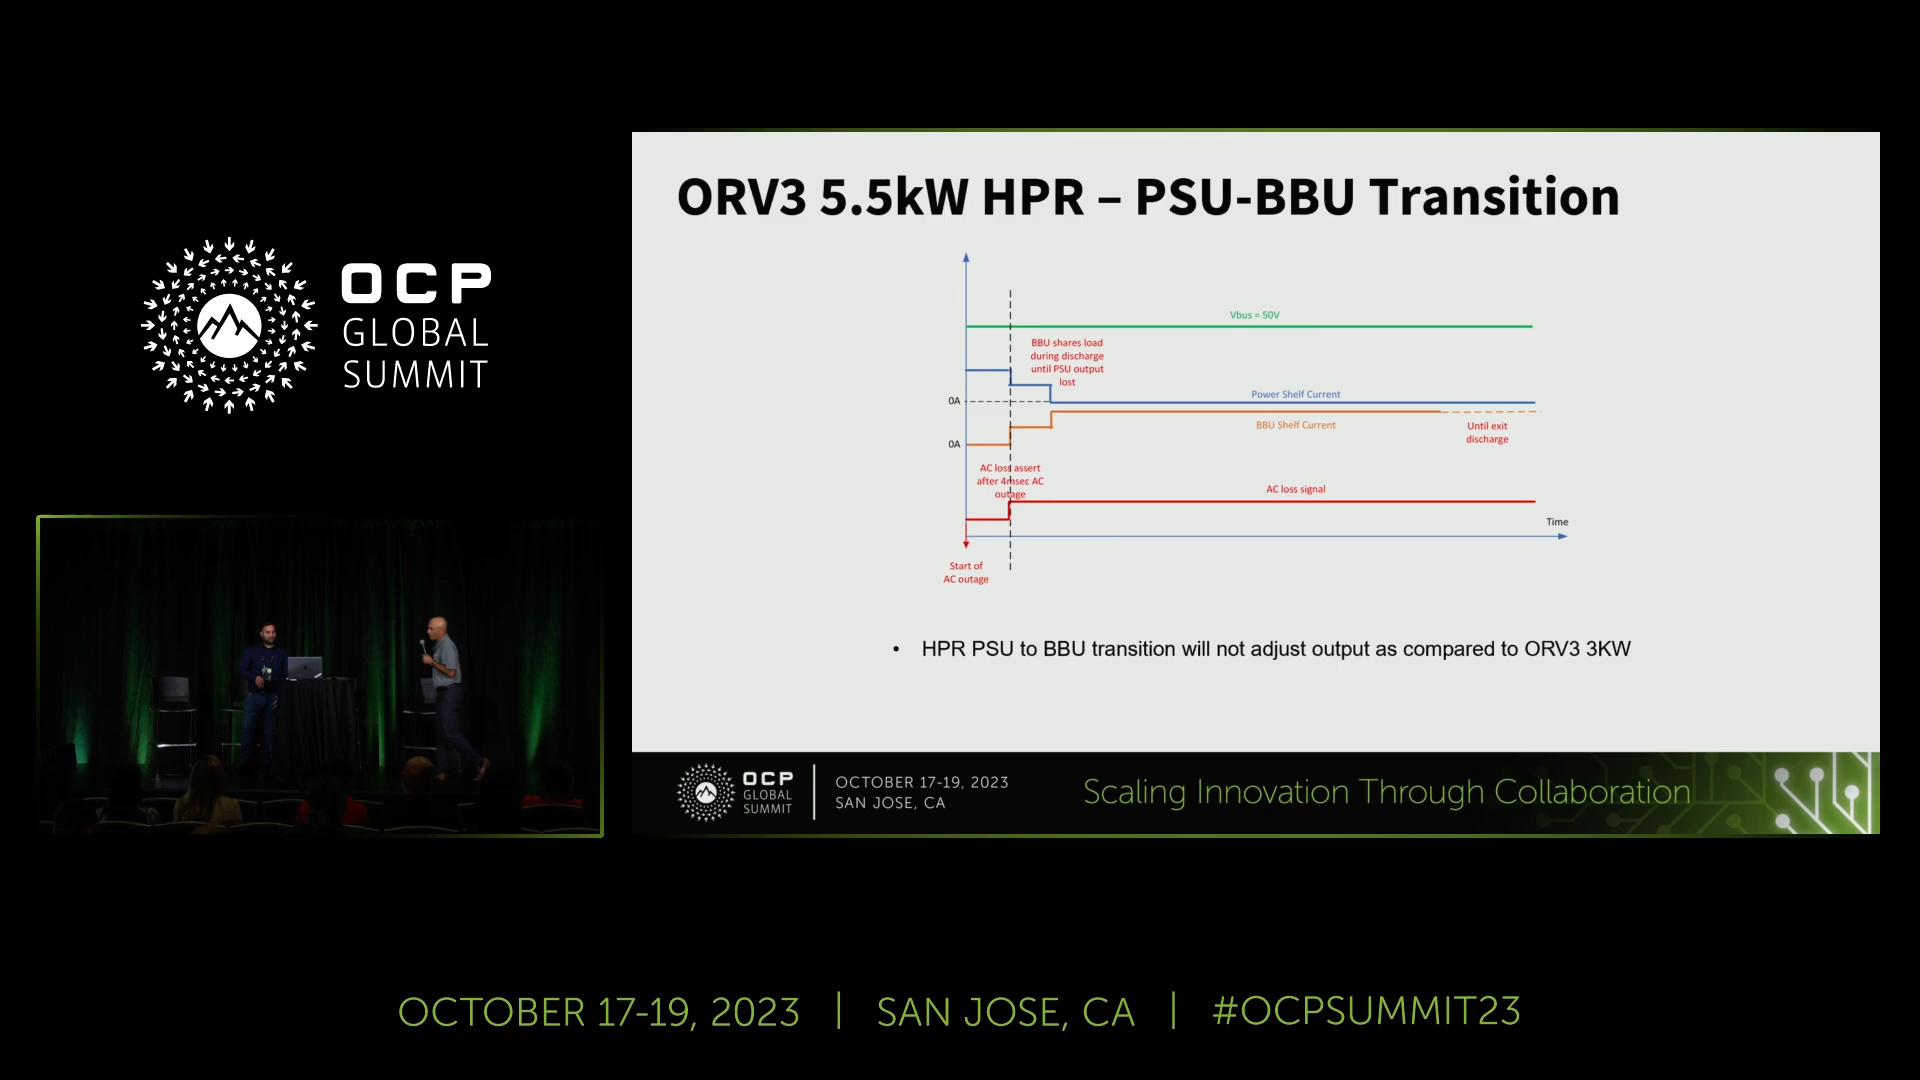 OCP
GLOBAL
SUMMIT
ORV3 5.5kW HPR – PSU-BBU Transition
Vbus = 50V
BBU shares load
during discharge
until PSU output
lost
0A
Power Shelf Current
BBU Shelf Current
Until exit
discharge
0A
AC loss assert
after 4msec AC
outage
AC loss signal
Time
Start of
AC outage
• HPR PSU to BBU transition will not adjust output as compared to ORV3 3KW
OCP
GLOBAL
SUMMIT
OCTOBER 17-19, 2023
SAN JOSE, CA
Scaling Innovation Through Collaboration
OCTOBER 17-19, 2023 | SAN JOSE, CA | #OCPSUMMIT23